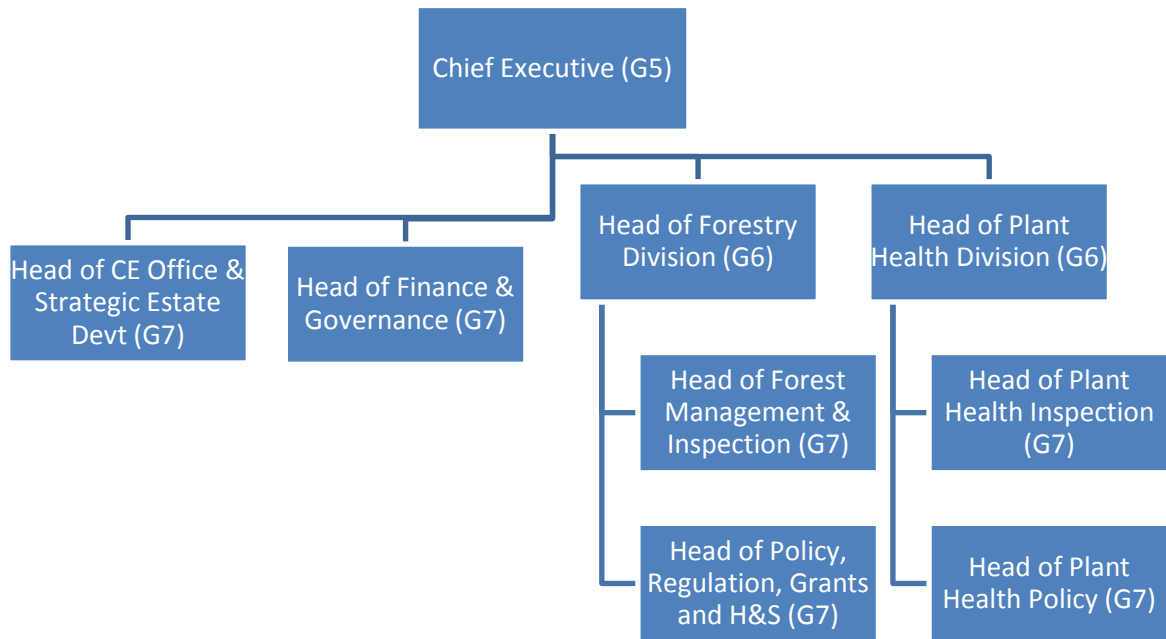 Chief Executive (G5)
Head of CE Office &
Strategic Estate
Devt (G7)
Head of Finance &
Governance (G7)
Head of Forestry
Division (G6)
Head of Plant
Health Division (G6)
Head of Forest
Management &
Inspection (G7)
Head of Plant
Health Inspection
(G7)
Head of Policy,
Regulation, Grants
and H&S (G7)
Head of Plant
Health Policy (G7)